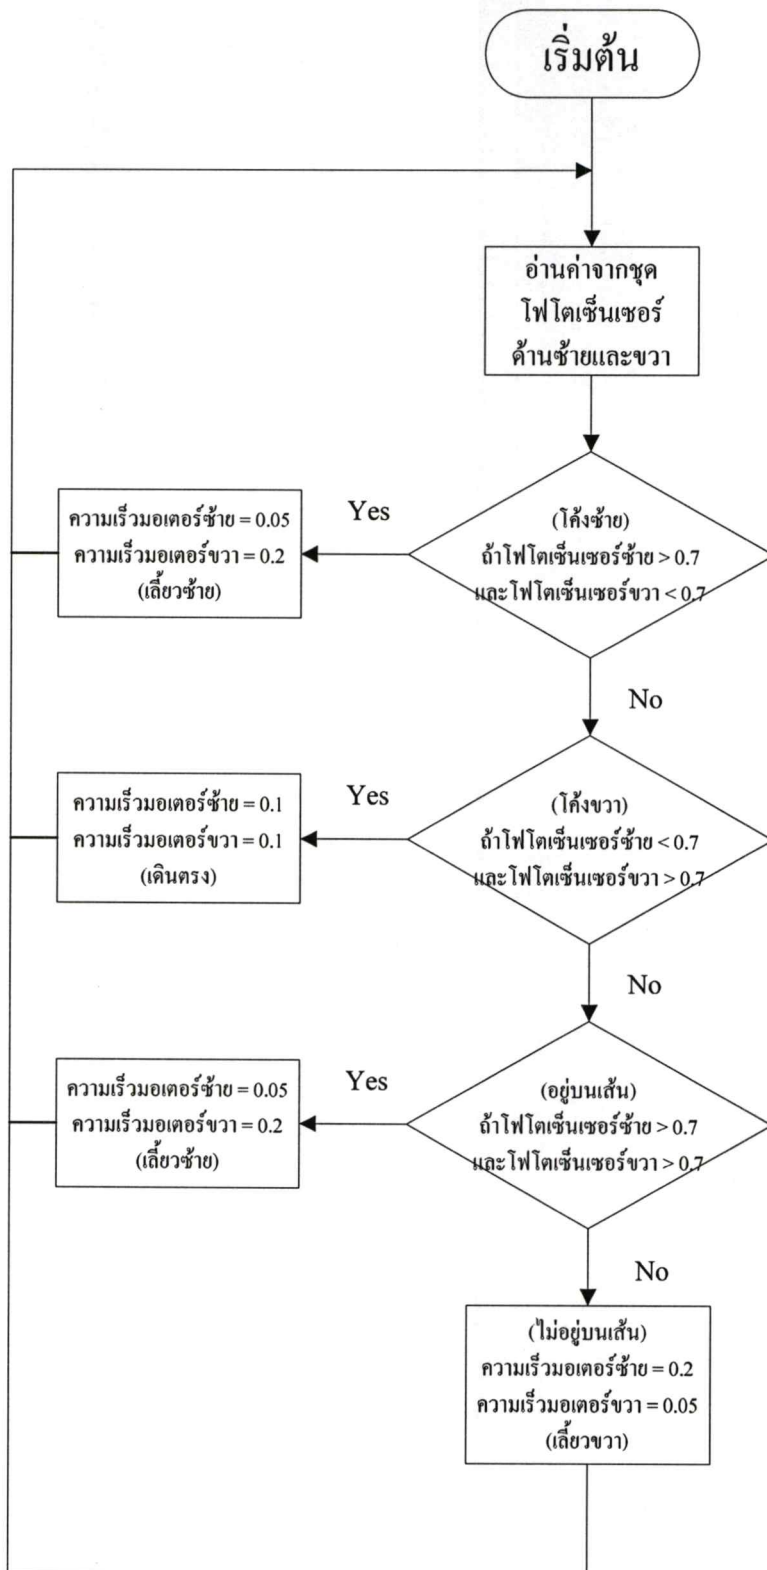 เริ่มต้น
อ่านค่าจากชุด
โฟโตเซ็นเซอร์
ด้านซ้ายและขวา
(โค้งซ้าย)
ถ้าโฟโตเซ็นเซอร์ซ้าย > 0.7
และโฟโตเซ็นเซอร์ขวา < 0.7
Yes
ความเร็วมอเตอร์ซ้าย = 0.05
ความเร็วมอเตอร์ขวา = 0.2
(เลี้ยวซ้าย)
No
(โค้งขวา)
ถ้าโฟโตเซ็นเซอร์ซ้าย < 0.7
และโฟโตเซ็นเซอร์ขวา > 0.7
Yes
ความเร็วมอเตอร์ซ้าย = 0.1
ความเร็วมอเตอร์ขวา = 0.1
(เดินตรง)
No
(อยู่บนเส้น)
ถ้าโฟโตเซ็นเซอร์ซ้าย > 0.7
และโฟโตเซ็นเซอร์ขวา > 0.7
Yes
ความเร็วมอเตอร์ซ้าย = 0.05
ความเร็วมอเตอร์ขวา = 0.2
(เลี้ยวซ้าย)
No
(ไม่อยู่บนเส้น)
ความเร็วมอเตอร์ซ้าย = 0.2
ความเร็วมอเตอร์ขวา = 0.05
(เลี้ยวขวา)